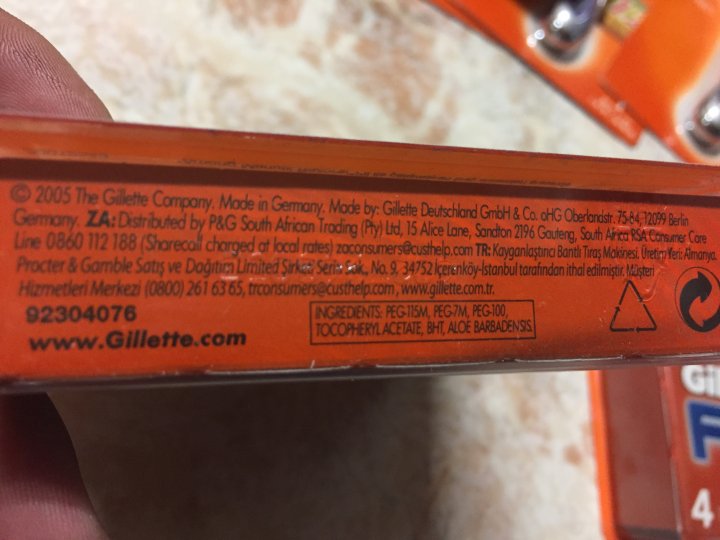 © 2005 The Gillette Company. Made in Germany. Made by: Gillette Deutschland GmbH & Co. oHG Oberlandstr. 75-84, 12099 Berlin
Germany. ZA: Distributed by P&G South African Trading (Pty) Ltd, 15 Alice Lane, Sandton 2196 Gauteng, South Africa RSA Consumer Care
Line 0860 112 188 (Sharecall charged at local rates) zaconsumers@custhelp.com TR: Kayganlaştırıcı Bantlı Tıraş Makinesi. Üretim Yeri: Almanya.
Procter & Gamble Satış ve Dağıtım Limited Şirketi Serin Sok., No. 9, 34752 İçerenköy-İstanbul tarafından ithal edilmiştir. Müşteri
Hizmetleri Merkezi (0800) 261 63 65, trconsumers@custhelp.com, www.gillette.com.tr.
92304076
www.Gillette.com
INGREDIENTS: PEG-115M, PEG-7M, PEG-100,
TOCOPHERYL ACETATE, BHT, ALOE BARBADENSIS.
4